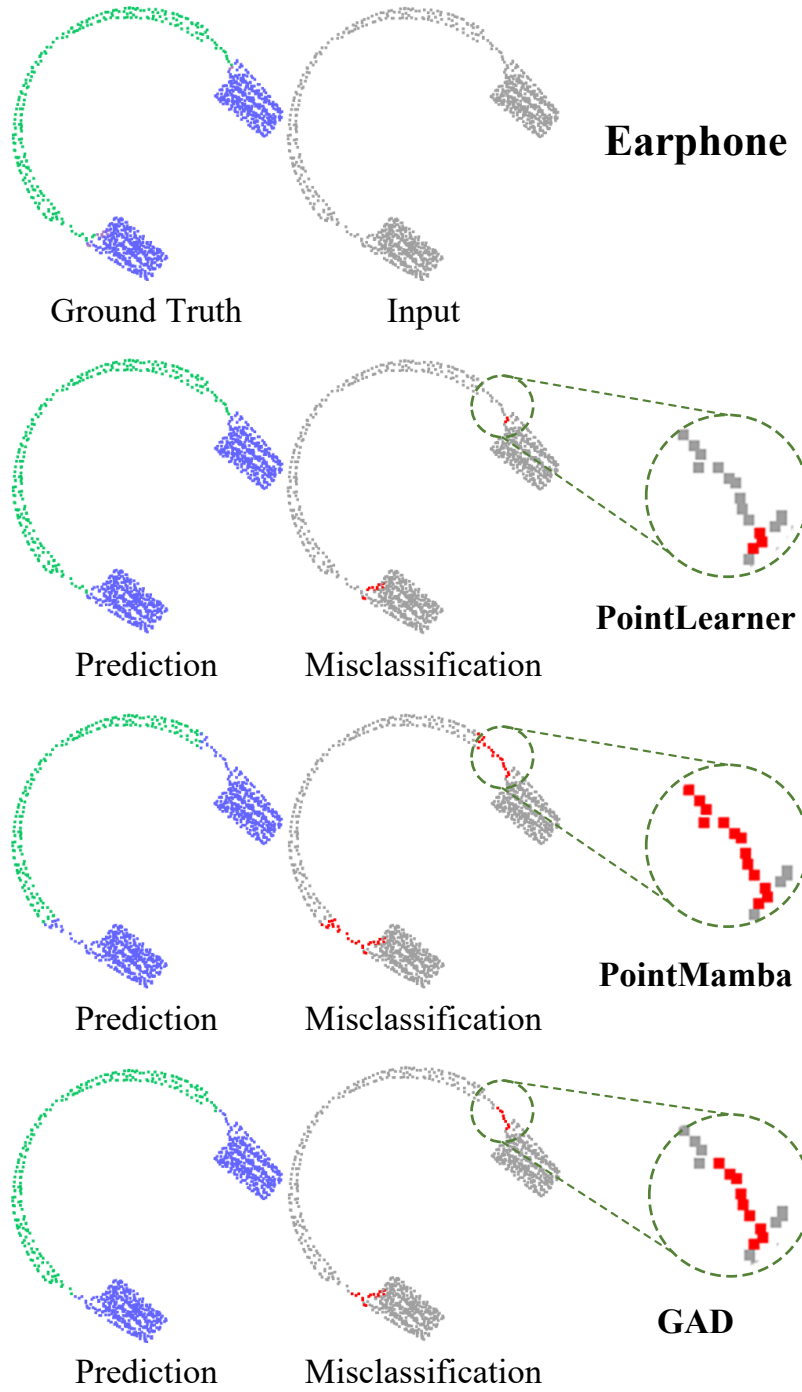 Earphone
Ground Truth
Input
PointLearner
Prediction
Misclassification
PointMamba
Prediction
Misclassification
GAD
Prediction
Misclassification